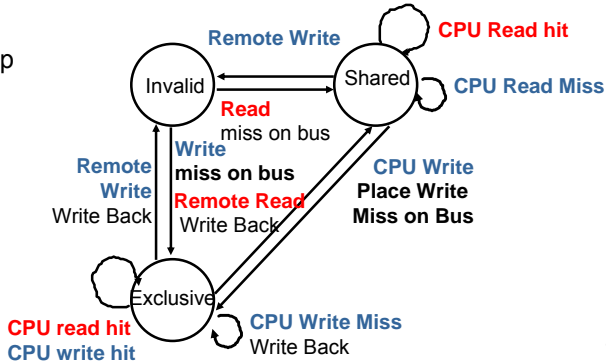 CPU Read hit
Remote Write
p
Invalid
Shared
CPU Read Miss
Read
miss on bus
Write
miss on bus
Remote
Write
Write Back
Remote Read
Write Back
CPU Write
Place Write
Miss on Bus
Exclusive
CPU read hit
CPU write hit
CPU Write Miss
Write Back